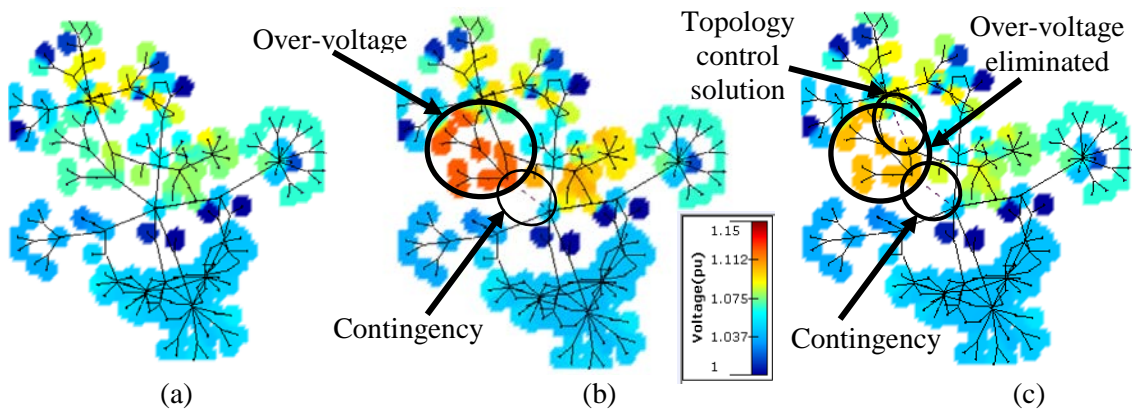 Over-voltage
Contingency
(a)
(b)
Voltage(pu)
1.15
1.112
1.075
1.037
1
Topology
control
solution
Over-voltage
eliminated
Contingency
(c)